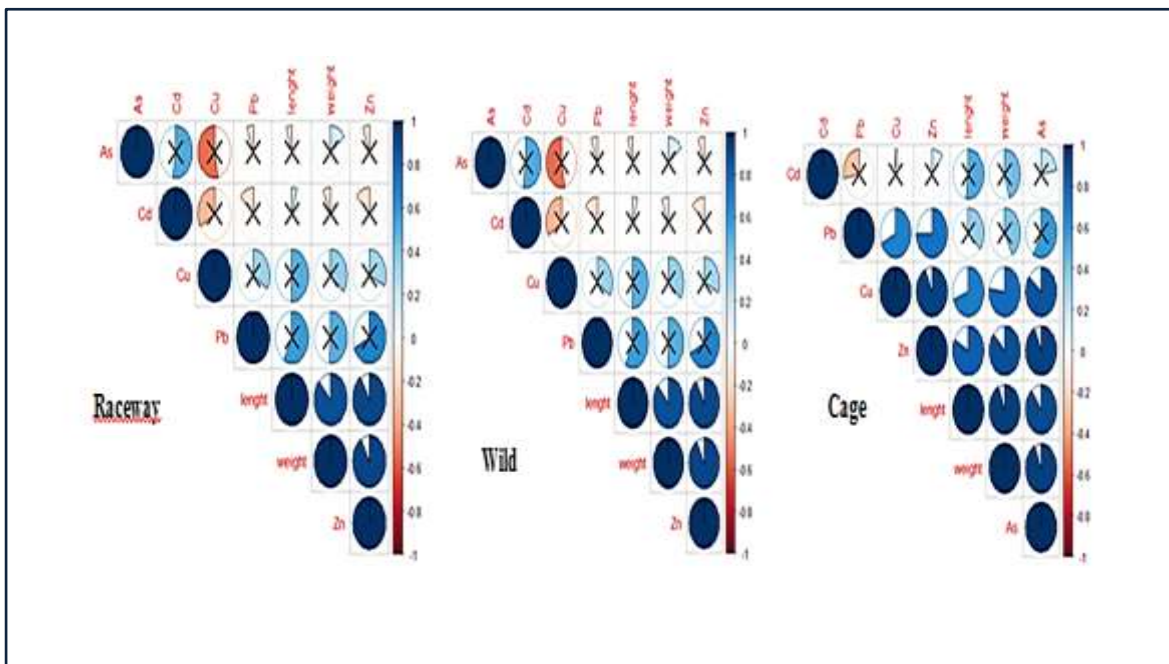 As Cd Cu Pb lenght weight Zn
As
Cd
Cu
Pb
lenght
weight
Zn
1
0.8
0.6
0.4
0.2
0
-0.2
-0.4
-0.6
-0.8
-1
Raceway
As Cd Cu Pb lenght weight Zn
As
Cd
Cu
Pb
lenght
weight
Zn
1
0.8
0.6
0.4
0.2
0
-0.2
-0.4
-0.6
-0.8
-1
Wild
Cd Pb Cu Zn lenght weight As
Cd
Pb
Cu
Zn
lenght
weight
As
1
0.8
0.6
0.4
0.2
0
-0.2
-0.4
-0.6
-0.8
-1
Cage